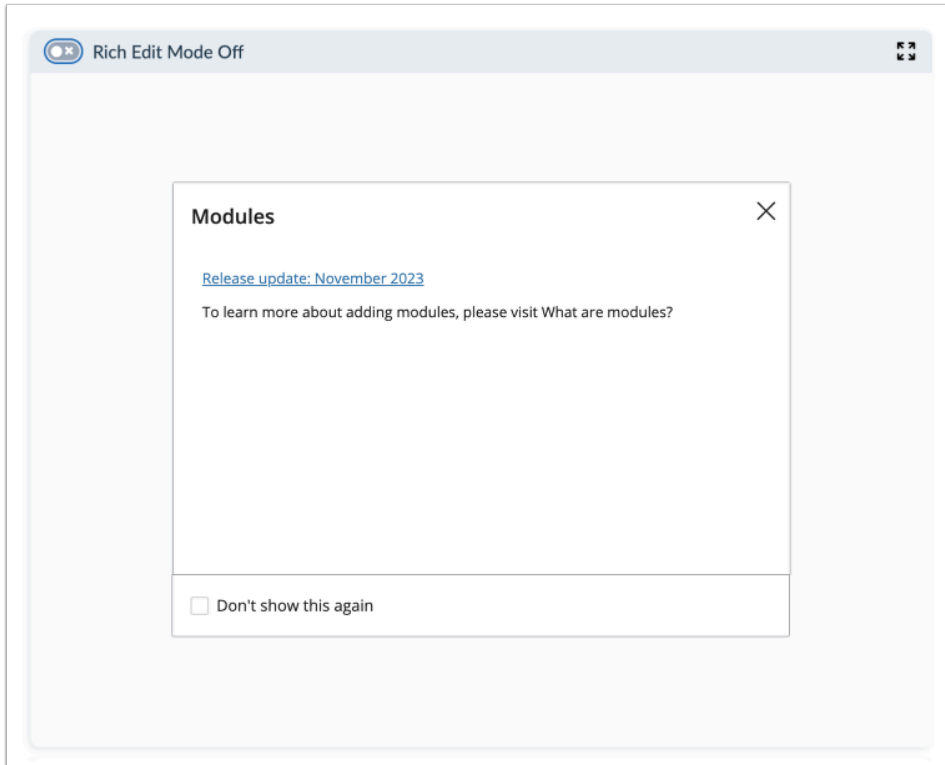 Rich Edit Mode Off
Modules
Release update: November 2023
To learn more about adding modules, please visit What are modules?
Don't show this again